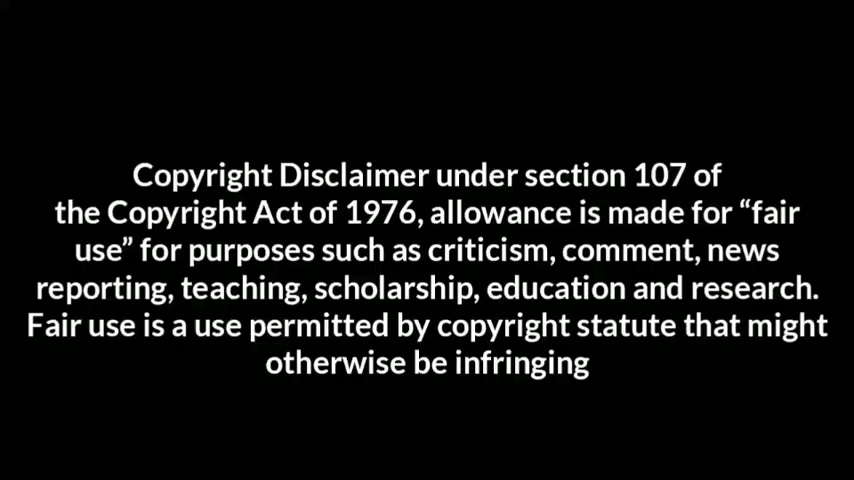 Copyright Disclaimer under section 107 of
the Copyright Act of 1976, allowance is made for “fair
use” for purposes such as criticism, comment, news
reporting, teaching, scholarship, education and research.
Fair use is a use permitted by copyright statute that might
otherwise be infringing